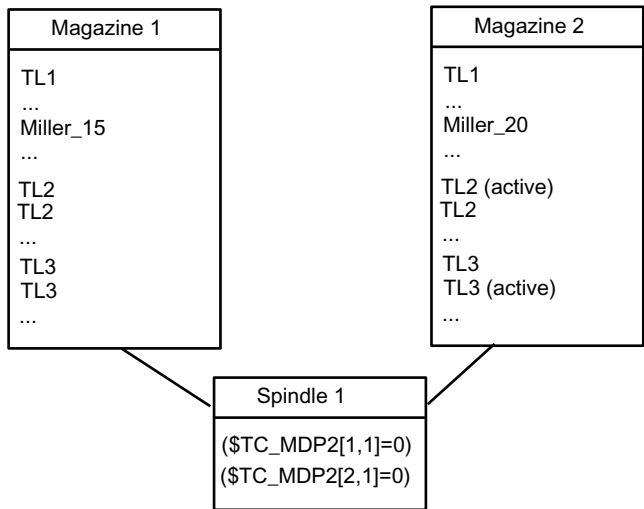 Magazine 1
TL1
...
Miller_15
...
TL2
TL2
...
TL3
TL3
...
Magazine 2
TL1
...
Miller_20
...
TL2 (active)
TL2
...
TL3
TL3 (active)
...
Spindle 1
($TC_MDP2[1,1]=0)
($TC_MDP2[2,1]=0)